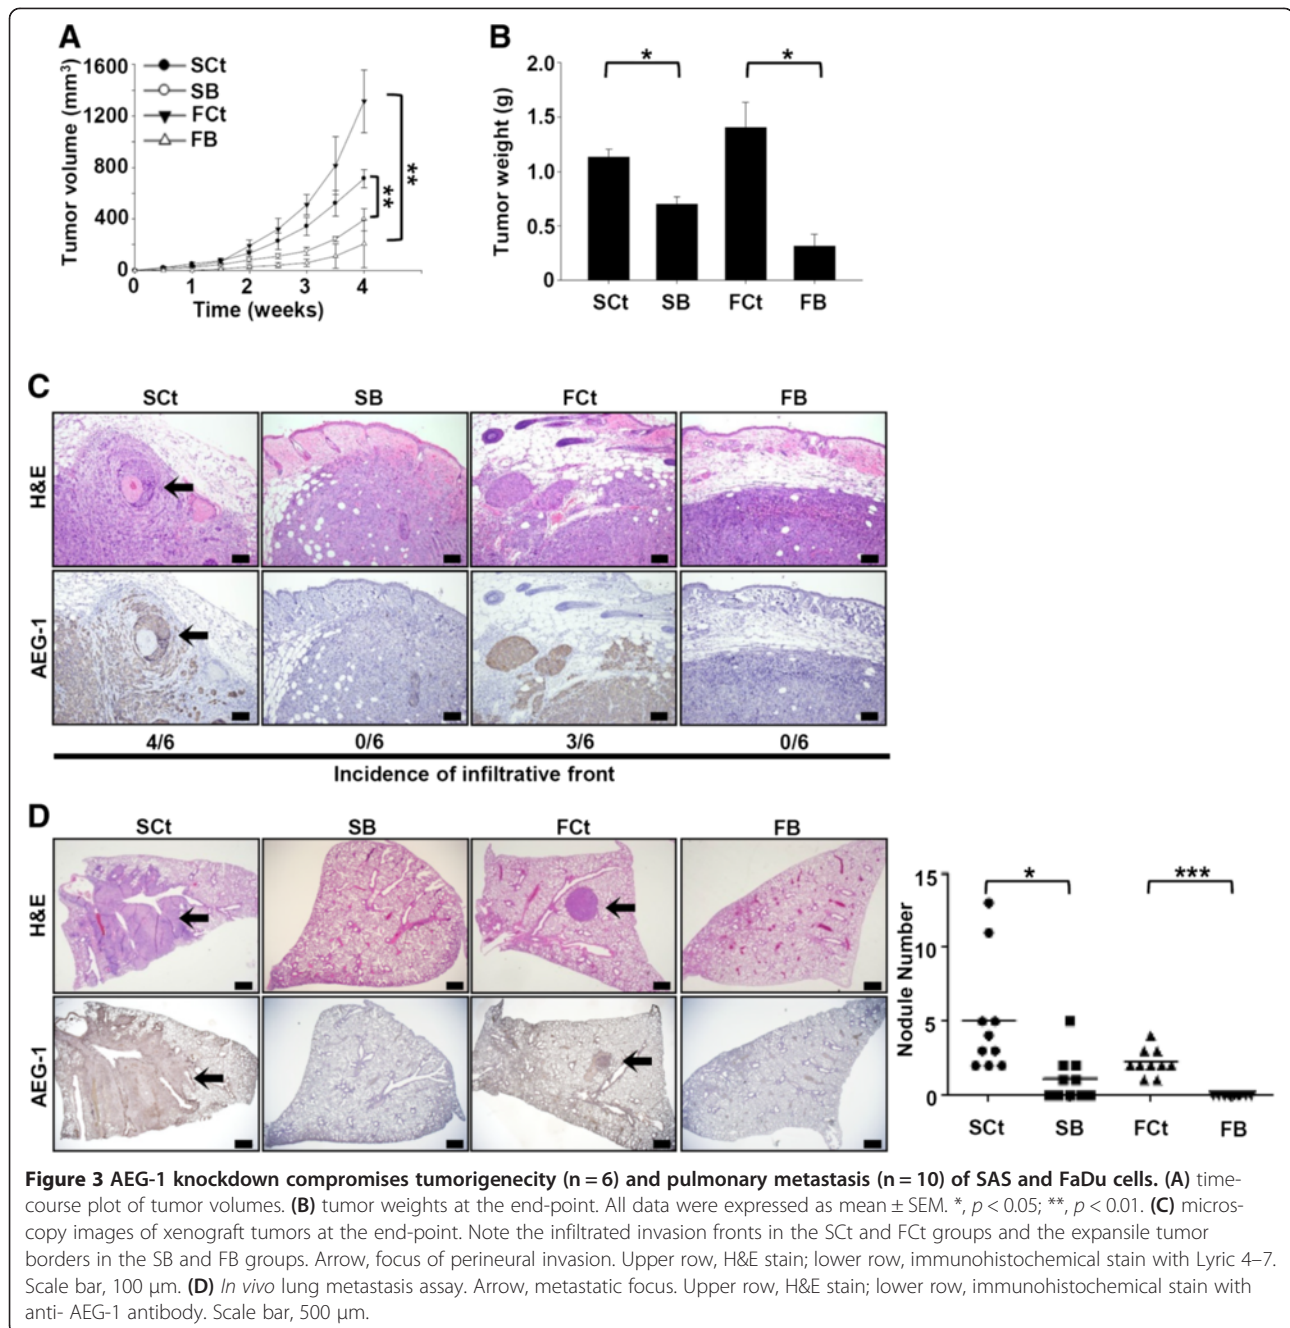 A
Tumor volume (mm³)
1600
1200
800
400
0
SCt
SB
FCt
FB
**
**
0 1 2 3 4
Time (weeks)
B
Tumor weight (g)
2.0
1.5
1.0
0.5
0
* *
SCt SB FCt FB
C
SCt SB FCt FB
H&E
AEG-1
4/6 0/6 3/6 0/6
Incidence of infiltrative front
D
SCt SB FCt FB
H&E
AEG-1
Nodule Number
15
10
5
0
* ***
SCt SB FCt FB
Figure 3 AEG-1 knockdown compromises tumorigenecity (n = 6) and pulmonary metastasis (n = 10) of SAS and FaDu cells. (A) time-
course plot of tumor volumes. (B) tumor weights at the end-point. All data were expressed as mean ± SEM. *, p < 0.05; **, p < 0.01. (C) micros-
copy images of xenograft tumors at the end-point. Note the infiltrated invasion fronts in the SCt and FCt groups and the expansile tumor
borders in the SB and FB groups. Arrow, focus of perineural invasion. Upper row, H&E stain; lower row, immunohistochemical stain with Lyric 4–7.
Scale bar, 100 μm. (D) In vivo lung metastasis assay. Arrow, metastatic focus. Upper row, H&E stain; lower row, immunohistochemical stain with
anti- AEG-1 antibody. Scale bar, 500 μm.